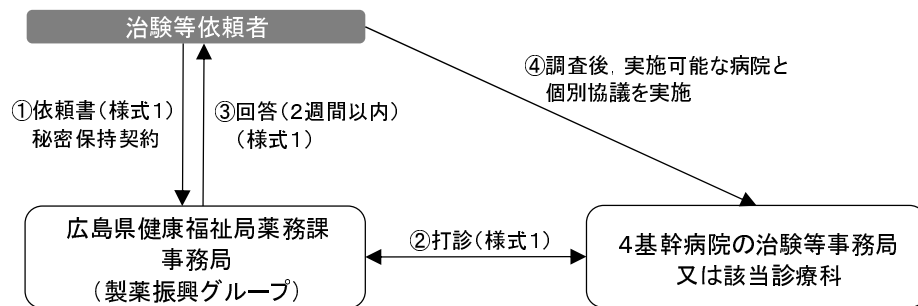 治験等依頼者
①依頼書(様式1)
秘密保持契約
③回答(2週間以内)
(様式1)
④調査後,実施可能な病院と
個別協議を実施
広島県健康福祉局薬務課
事務局
(製薬振興グループ)
②打診(様式1)
4基幹病院の治験等事務局
又は該当診療科